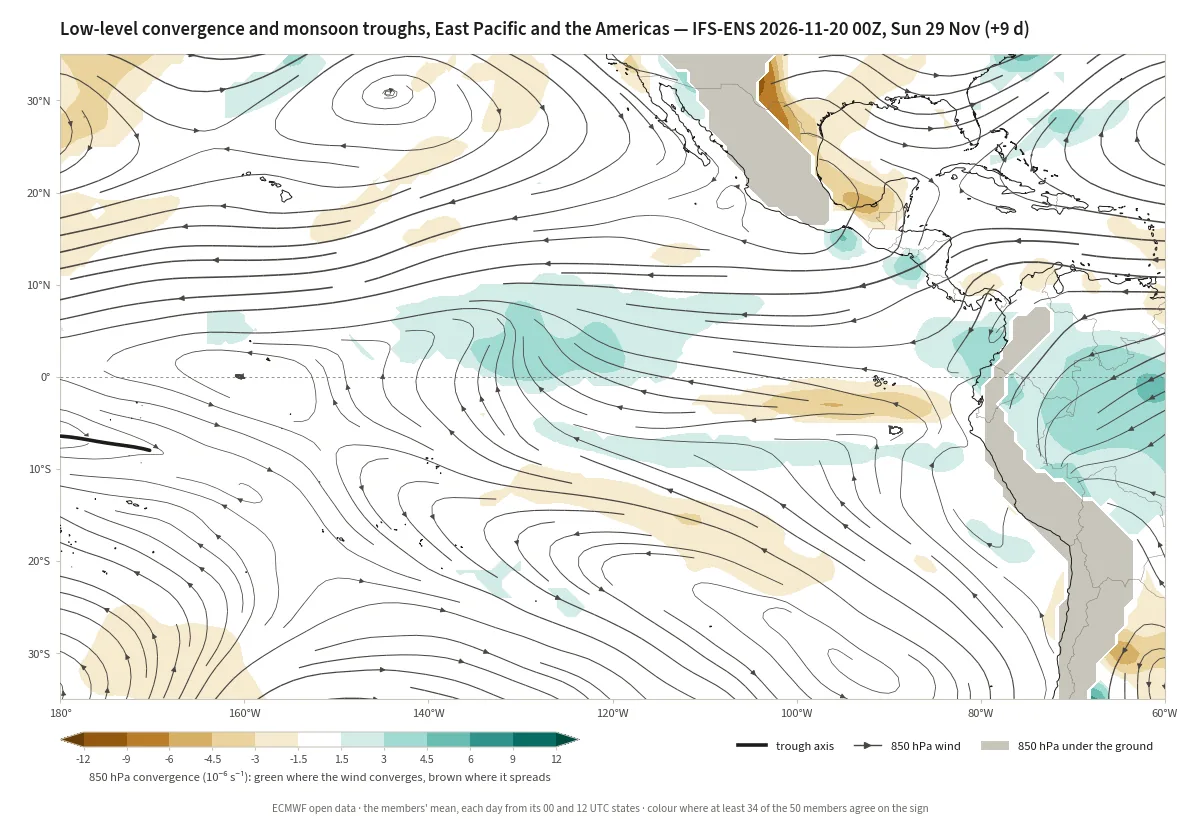 Low-level convergence and monsoon troughs, East Pacific and the Americas — IFS-ENS 2026-11-20 00Z, Sun 29 Nov (+9 d)
30°N
20°N
10°N
0°
10°S
20°S
30°S
180° 160°W 140°W 120°W 100°W 80°W 60°W
-12 -9 -6 -4.5 -3 -1.5 1.5 3 4.5 6 9 12
850 hPa convergence (10⁻⁶ s⁻¹): green where the wind converges, brown where it spreads
trough axis 850 hPa wind 850 hPa under the ground
ECMWF open data · the members' mean, each day from its 00 and 12 UTC states · colour where at least 34 of the 50 members agree on the sign